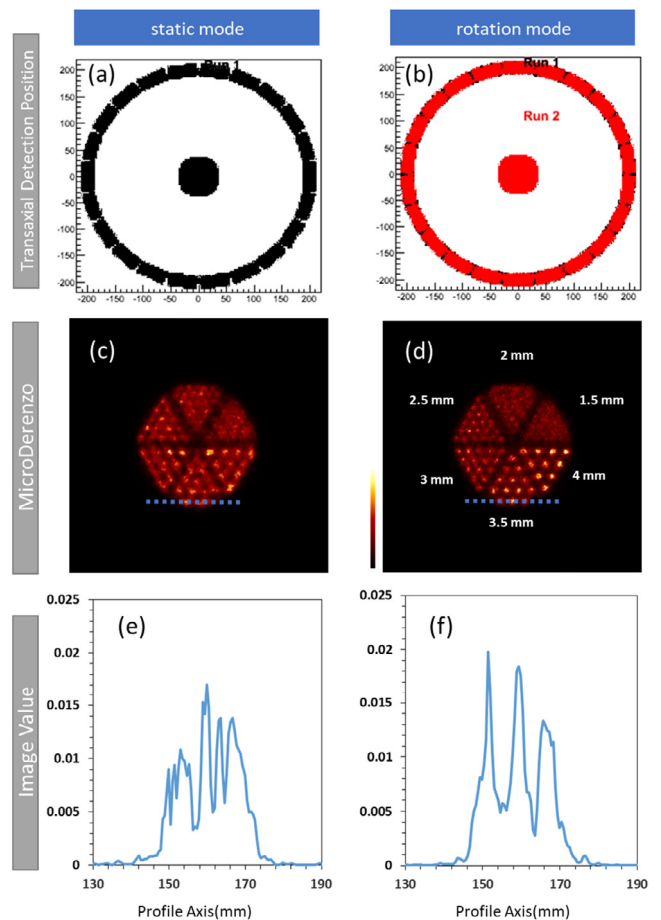 static mode
rotation mode
Transaxial Detection Position
(a)
Run 1
200
150
100
50
0
-50
-100
-150
-200
-200 -150 -100 -50 0 50 100 150 200
(b)
Run 1
Run 2
200
150
100
50
0
-50
-100
-150
-200
-200 -150 -100 -50 0 50 100 150 200
MicroDerenzo
(c)
(d)
2 mm
2.5 mm
1.5 mm
3 mm
4 mm
3.5 mm
Image Value
(e)
0.025
0.02
0.015
0.01
0.005
0
130 150 170 190
Profile Axis(mm)
(f)
0.025
0.02
0.015
0.01
0.005
0
130 150 170 190
Profile Axis(mm)